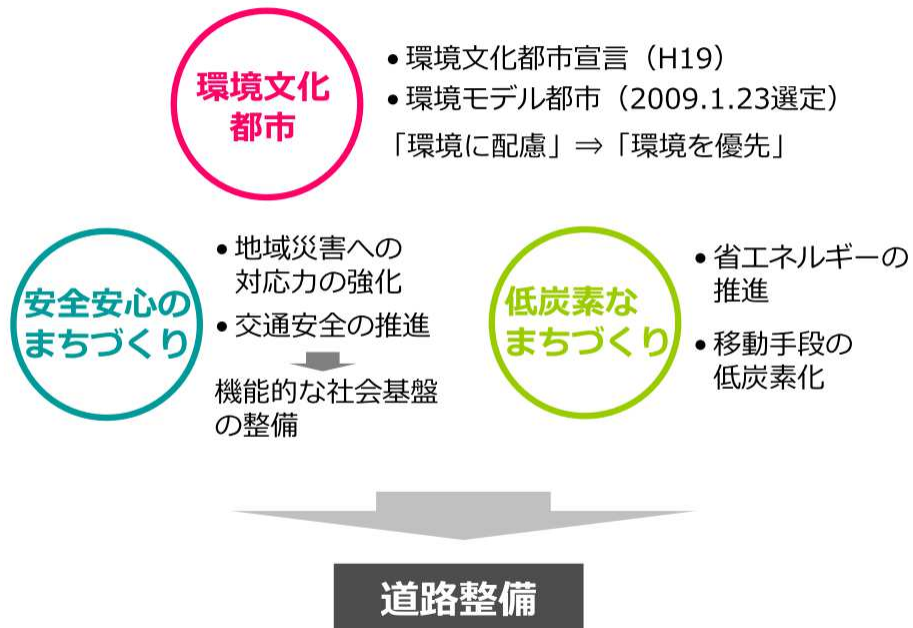 環境文化
都市
• 環境文化都市宣言（H19）
• 環境モデル都市（2009.1.23選定）
「環境に配慮」⇒「環境を優先」
安全安心の
まちづくり
• 地域災害への
対応力の強化
• 交通安全の推進
機能的な社会基盤
の整備
低炭素な
まちづくり
• 省エネルギーの
推進
• 移動手段の
低炭素化
道路整備